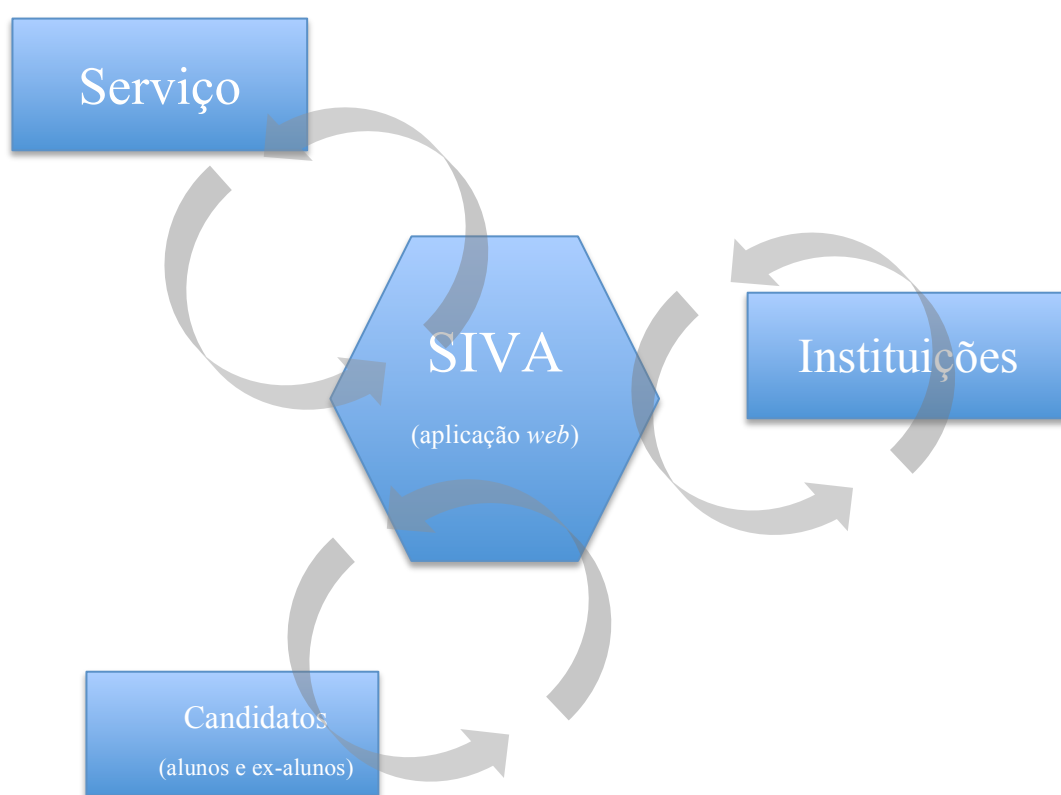 Serviço
SIVA
(aplicação web)
Instituições
Candidatos
(alunos e ex-alunos)